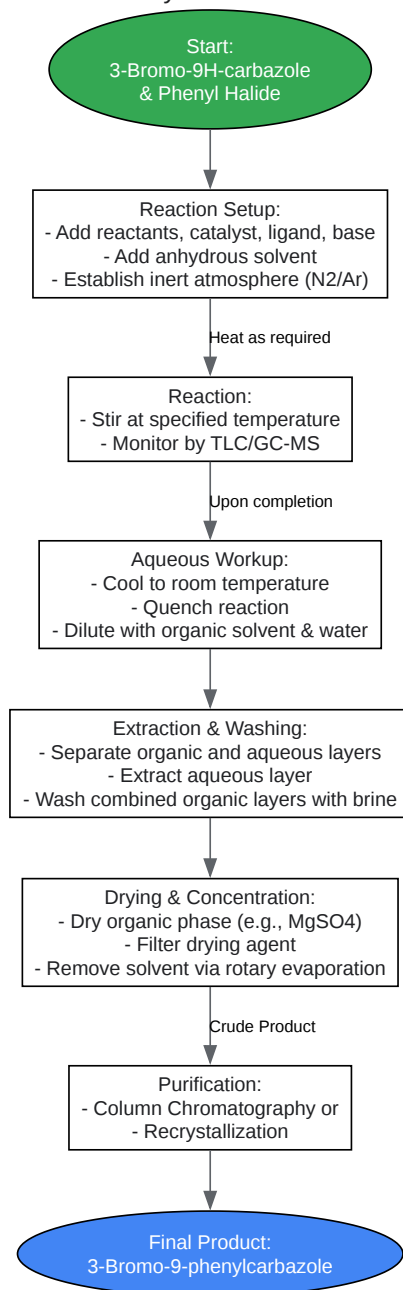 Start:
3-Bromo-9H-carbazole
& Phenyl Halide
Reaction Setup:
- Add reactants, catalyst, ligand, base
- Add anhydrous solvent
- Establish inert atmosphere (N2/Ar)
Heat as required
Reaction:
- Stir at specified temperature
- Monitor by TLC/GC-MS
Upon completion
Aqueous Workup:
- Cool to room temperature
- Quench reaction
- Dilute with organic solvent & water
Extraction & Washing:
- Separate organic and aqueous layers
- Extract aqueous layer
- Wash combined organic layers with brine
Drying & Concentration:
- Dry organic phase (e.g., MgSO4)
- Filter drying agent
- Remove solvent via rotary evaporation
Crude Product
Purification:
- Column Chromatography or
- Recrystallization
Final Product:
3-Bromo-9-phenylcarbazole